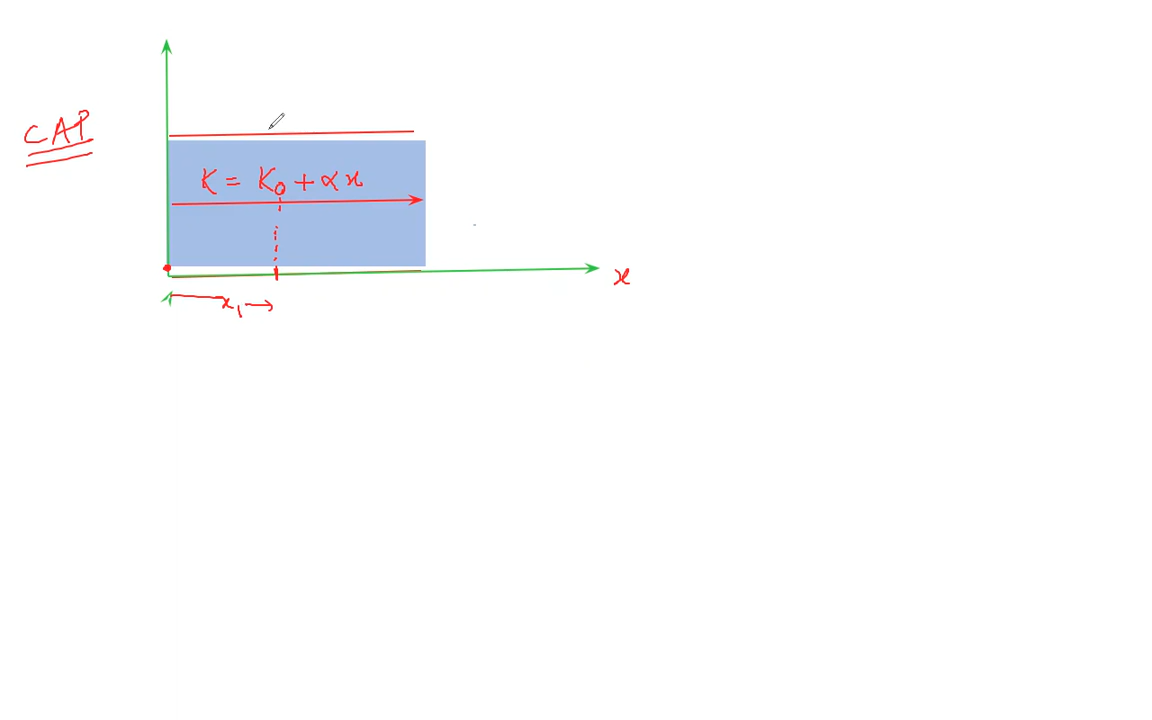 CAP
K = K₀ + αx
x
x₁